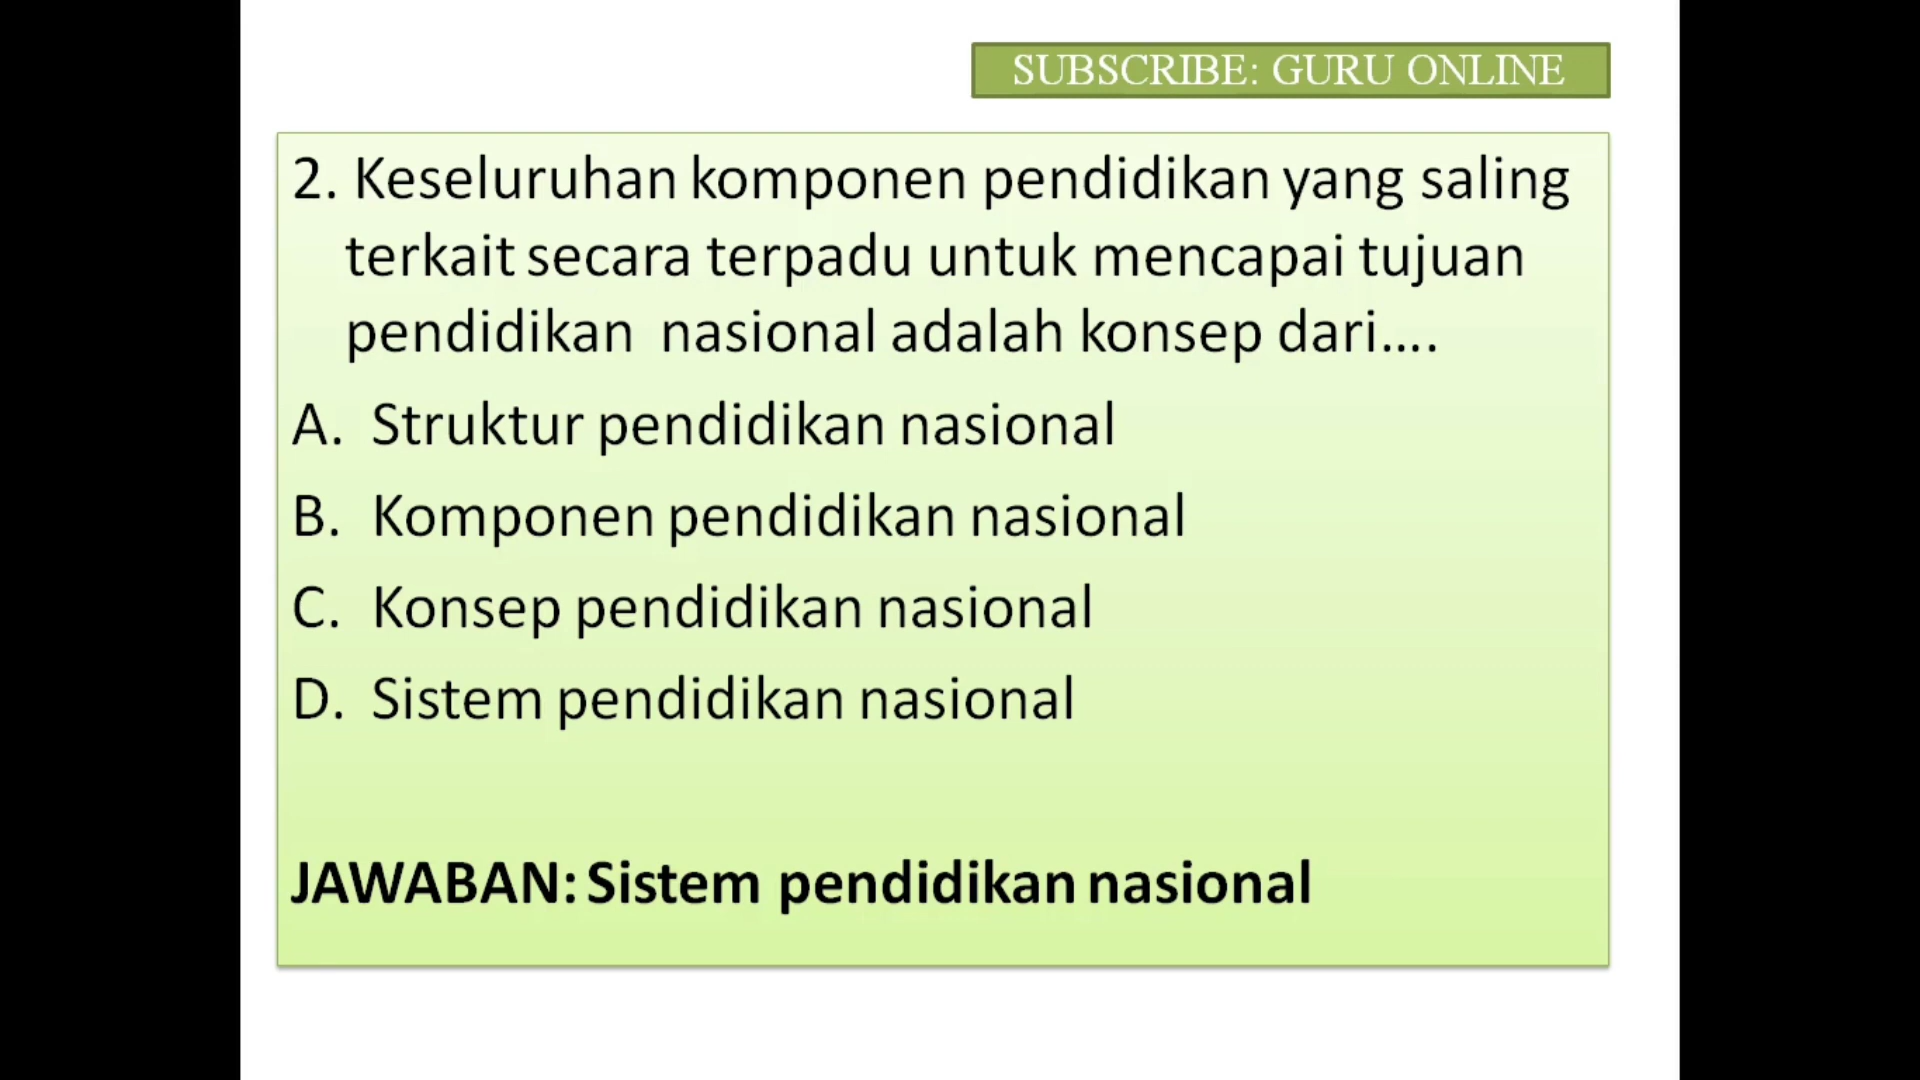 SUBSCRIBE: GURU ONLINE
2. Keseluruhan komponen pendidikan yang saling
terkait secara terpadu untuk mencapai tujuan
pendidikan nasional adalah konsep dari....
A. Struktur pendidikan nasional
B. Komponen pendidikan nasional
C. Konsep pendidikan nasional
D. Sistem pendidikan nasional
JAWABAN: Sistem pendidikan nasional